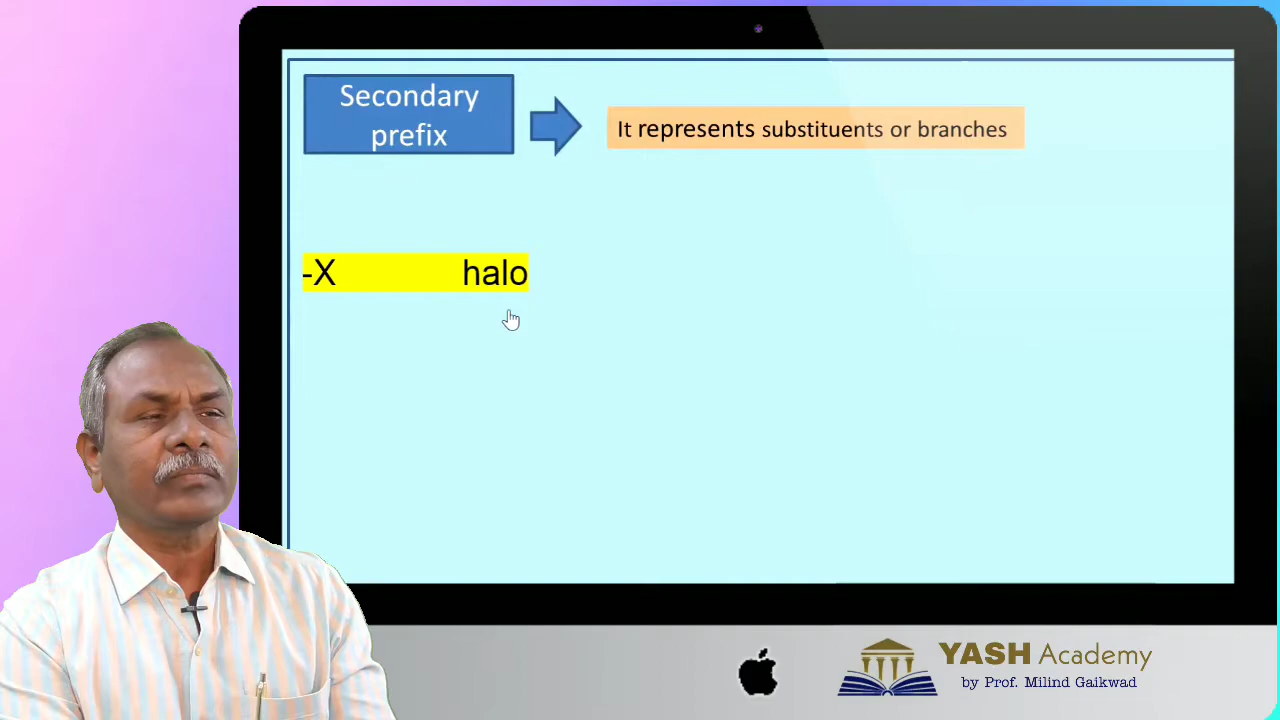 Secondary
prefix
It represents substituents or branches
-X halo
YASH Academy
by Prof. Milind Gaikwad